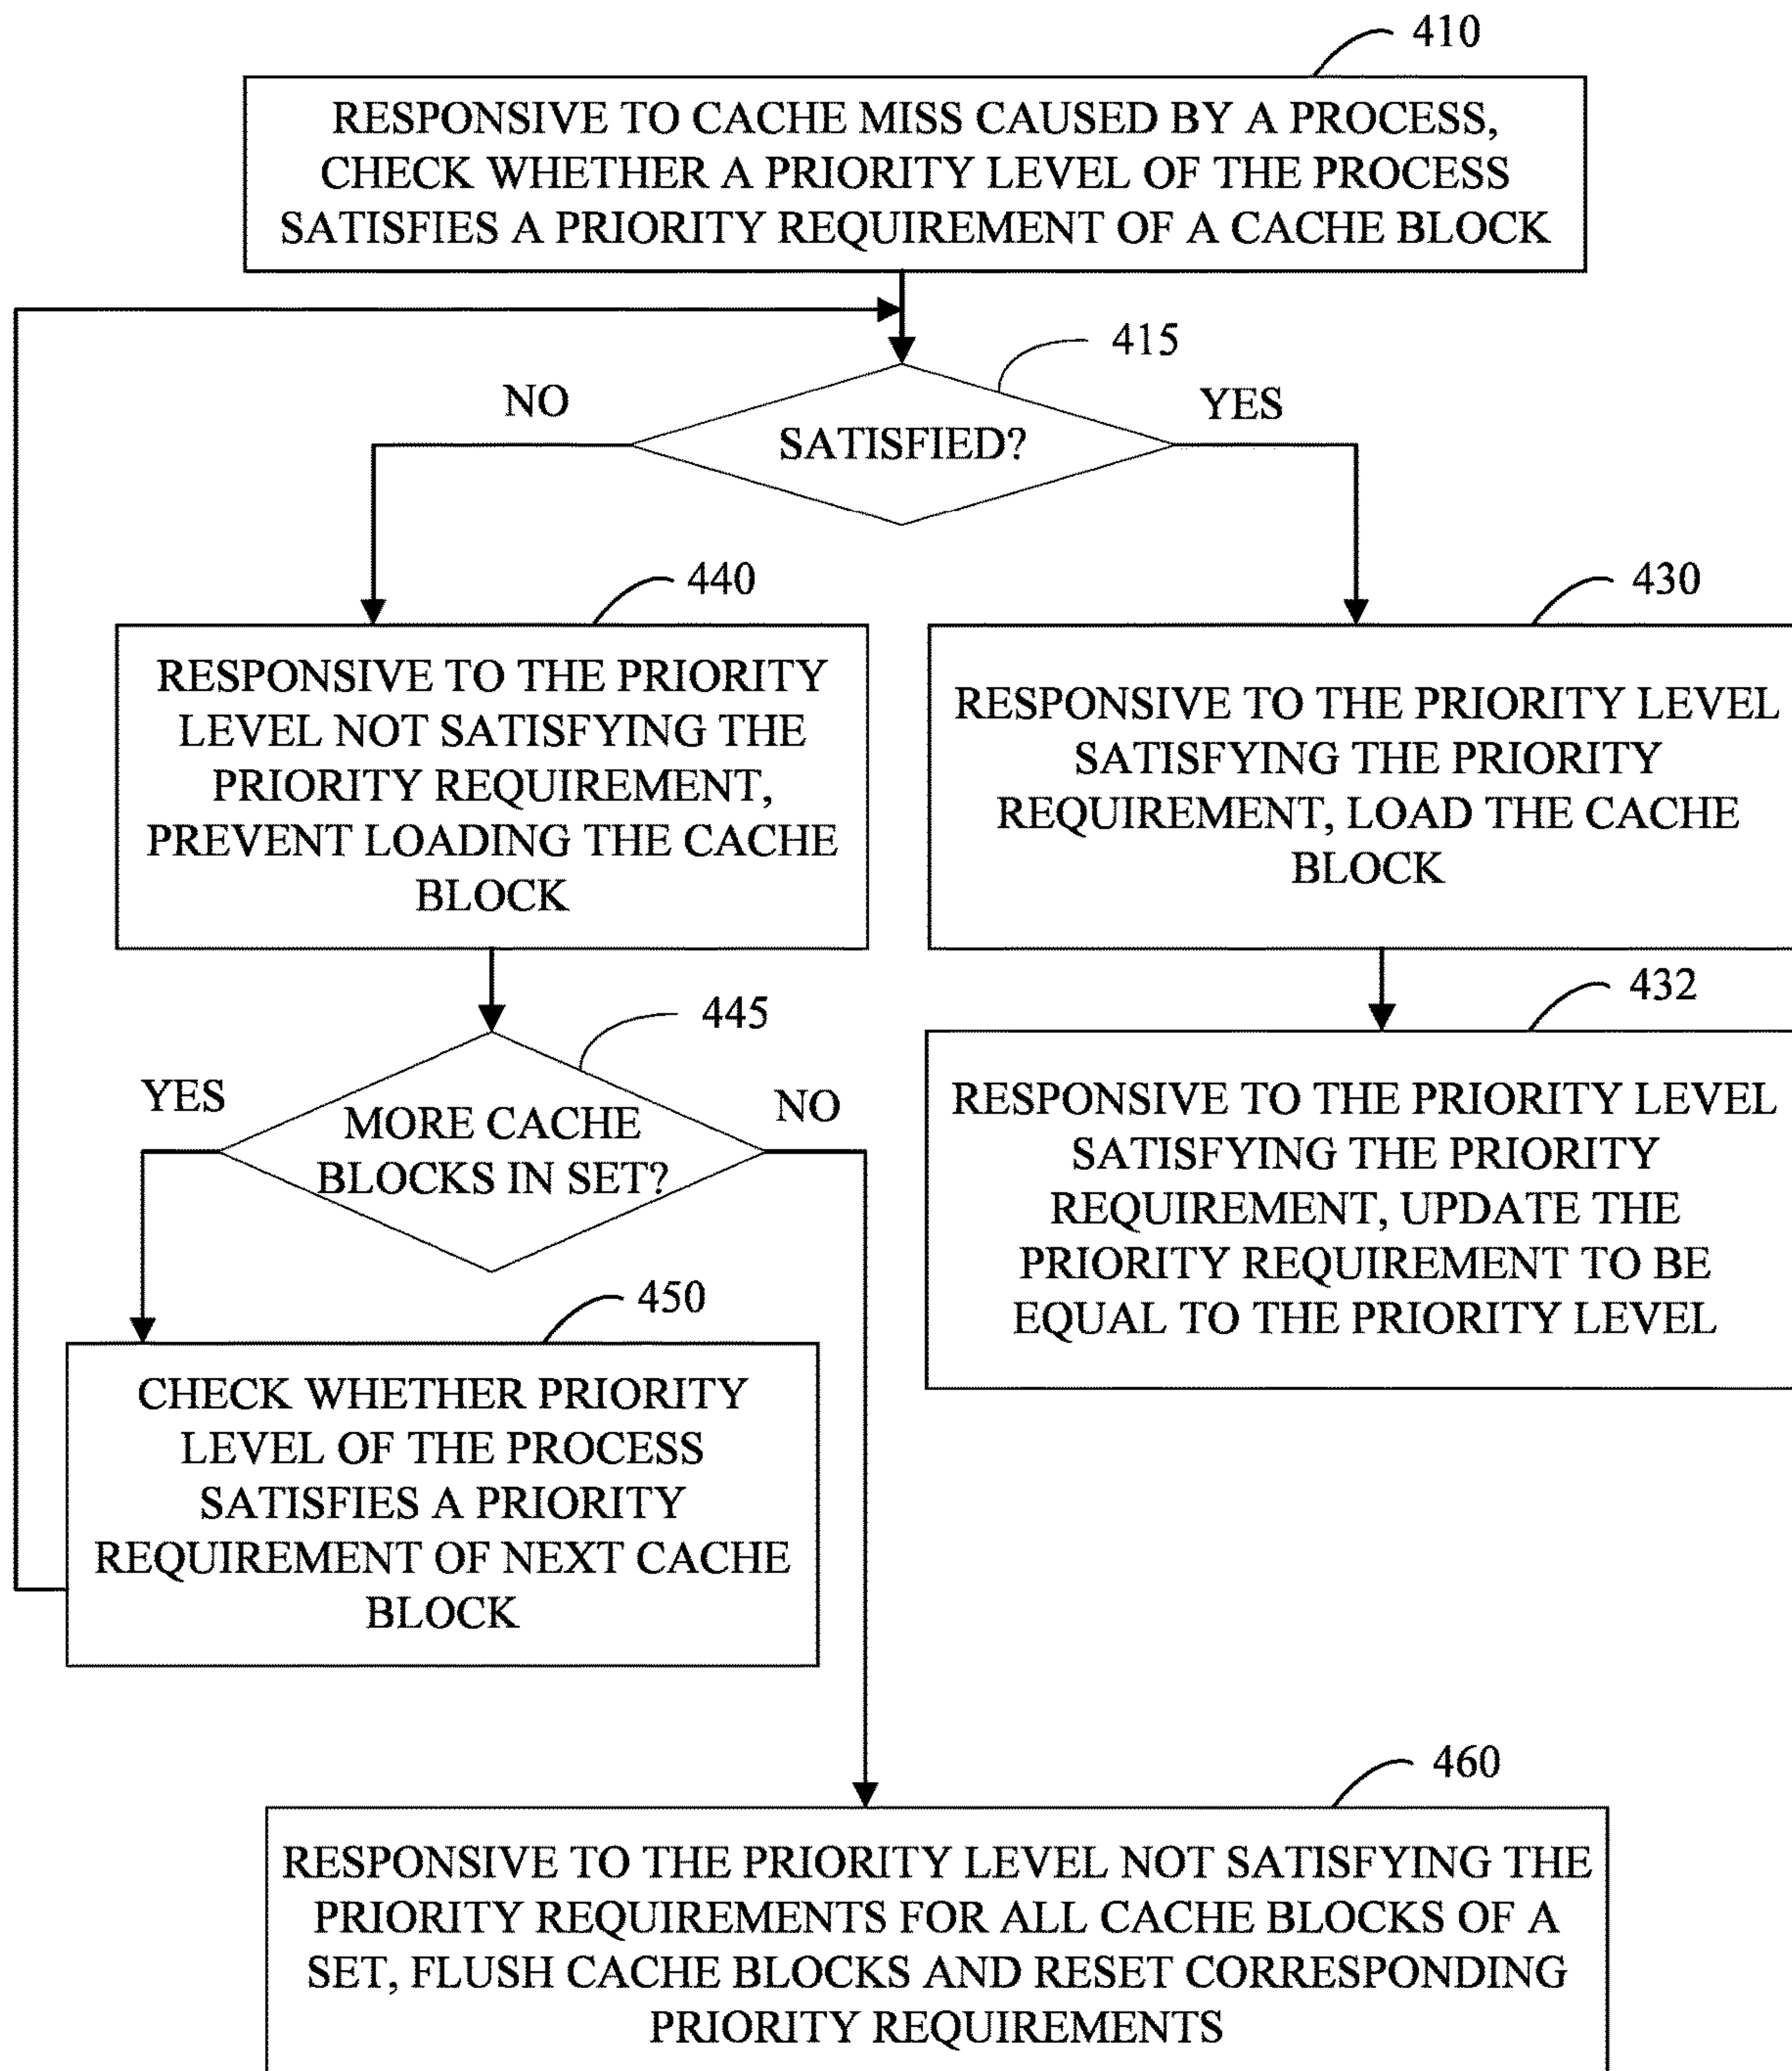 410
RESPONSIVE TO CACHE MISS CAUSED BY A PROCESS,
CHECK WHETHER A PRIORITY LEVEL OF THE PROCESS
SATISFIES A PRIORITY REQUIREMENT OF A CACHE BLOCK
415
NO
YES
SATISFIED?
440
RESPONSIVE TO THE PRIORITY
LEVEL NOT SATISFYING THE
PRIORITY REQUIREMENT,
PREVENT LOADING THE CACHE
BLOCK
430
RESPONSIVE TO THE PRIORITY LEVEL
SATISFYING THE PRIORITY
REQUIREMENT, LOAD THE CACHE
BLOCK
445
YES
NO
MORE CACHE
BLOCKS IN SET?
432
RESPONSIVE TO THE PRIORITY LEVEL
SATISFYING THE PRIORITY
REQUIREMENT, UPDATE THE
PRIORITY REQUIREMENT TO BE
EQUAL TO THE PRIORITY LEVEL
450
CHECK WHETHER PRIORITY
LEVEL OF THE PROCESS
SATISFIES A PRIORITY
REQUIREMENT OF NEXT CACHE
BLOCK
460
RESPONSIVE TO THE PRIORITY LEVEL NOT SATISFYING THE
PRIORITY REQUIREMENTS FOR ALL CACHE BLOCKS OF A
SET, FLUSH CACHE BLOCKS AND RESET CORRESPONDING
PRIORITY REQUIREMENTS